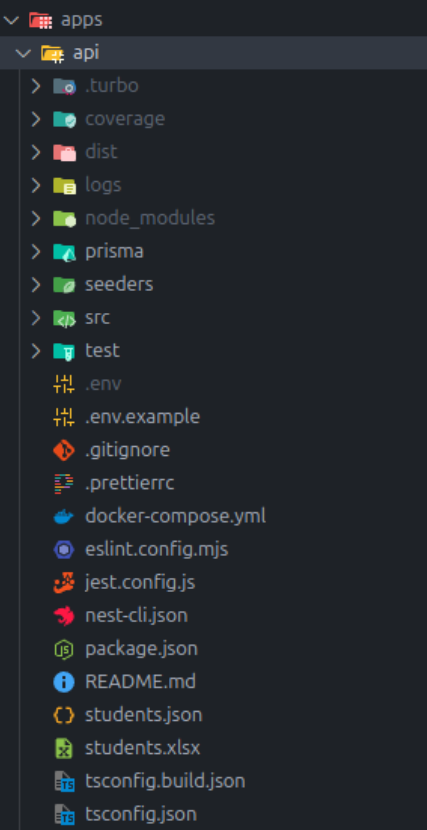 apps
api
.turbo
coverage
dist
logs
node_modules
prisma
seeders
src
test
.env
.env.example
.gitignore
.prettierrc
docker-compose.yml
eslint.config.mjs
jest.config.js
nest-cli.json
package.json
README.md
students.json
students.xlsx
tsconfig.build.json
tsconfig.json